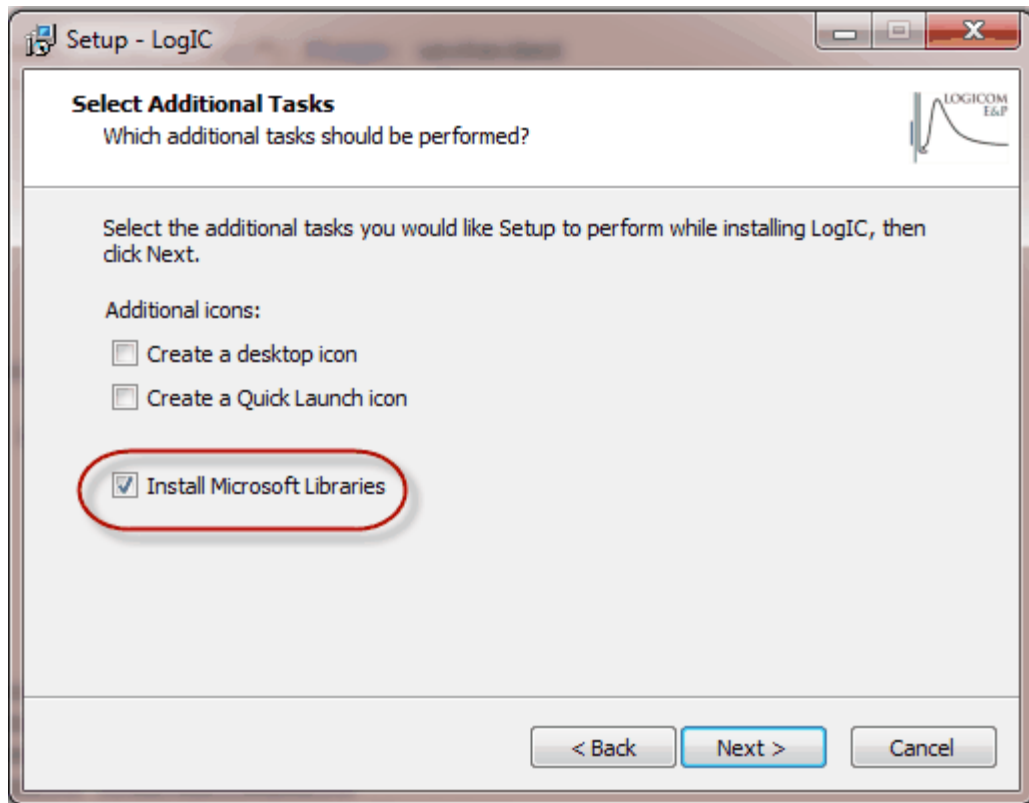 Setup - LogIC
Select Additional Tasks
Which additional tasks should be performed?
LOGICOM
E&P
Select the additional tasks you would like Setup to perform while installing LogIC, then
click Next.
Additional icons:
Create a desktop icon
Create a Quick Launch icon
Install Microsoft Libraries
< Back
Next >
Cancel